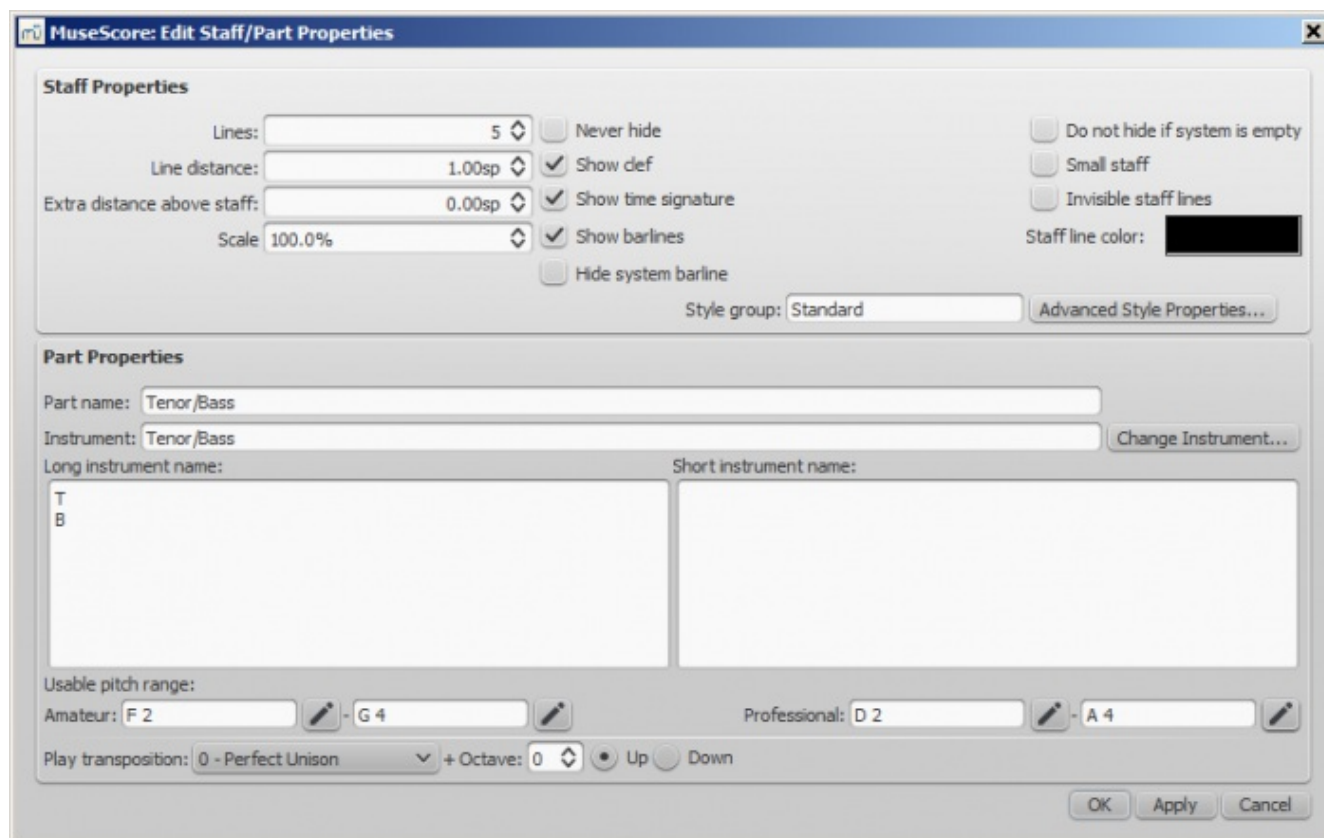 MuseScore: Edit Staff/Part Properties
Staff Properties
Lines: 5 Never hide Do not hide if system is empty
Line distance: 1.00sp Show clef Small staff
Extra distance above staff: 0.00sp Show time signature Invisible staff lines
Scale 100.0% Show barlines Staff line color:
Hide system barline
Style group: Standard Advanced Style Properties...
Part Properties
Part name: Tenor/Bass
Instrument: Tenor/Bass Change Instrument...
Long instrument name: Short instrument name:
T
B
Usable pitch range:
Amateur: F 2 - G 4 Professional: D 2 - A 4
Play transposition: 0 - Perfect Unison + Octave: 0 Up Down
OK Apply Cancel